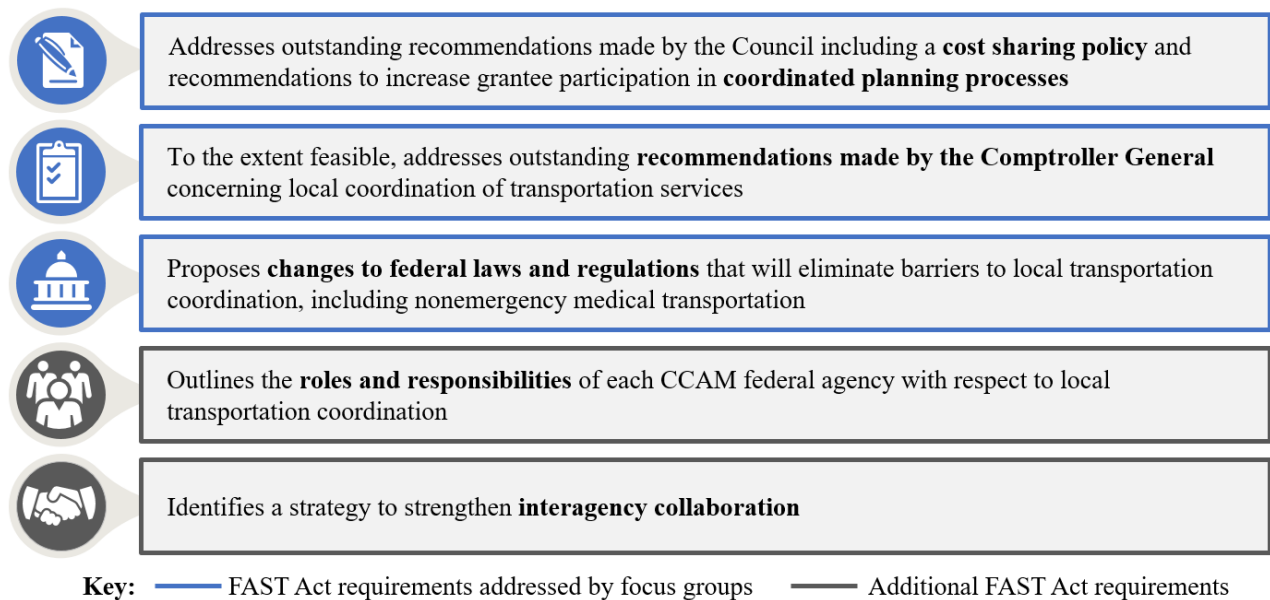 Addresses outstanding recommendations made by the Council including a cost sharing policy and
recommendations to increase grantee participation in coordinated planning processes
To the extent feasible, addresses outstanding recommendations made by the Comptroller General
concerning local coordination of transportation services
Proposes changes to federal laws and regulations that will eliminate barriers to local transportation
coordination, including nonemergency medical transportation
Outlines the roles and responsibilities of each CCAM federal agency with respect to local
transportation coordination
Identifies a strategy to strengthen interagency collaboration
Key: FAST Act requirements addressed by focus groups Additional FAST Act requirements